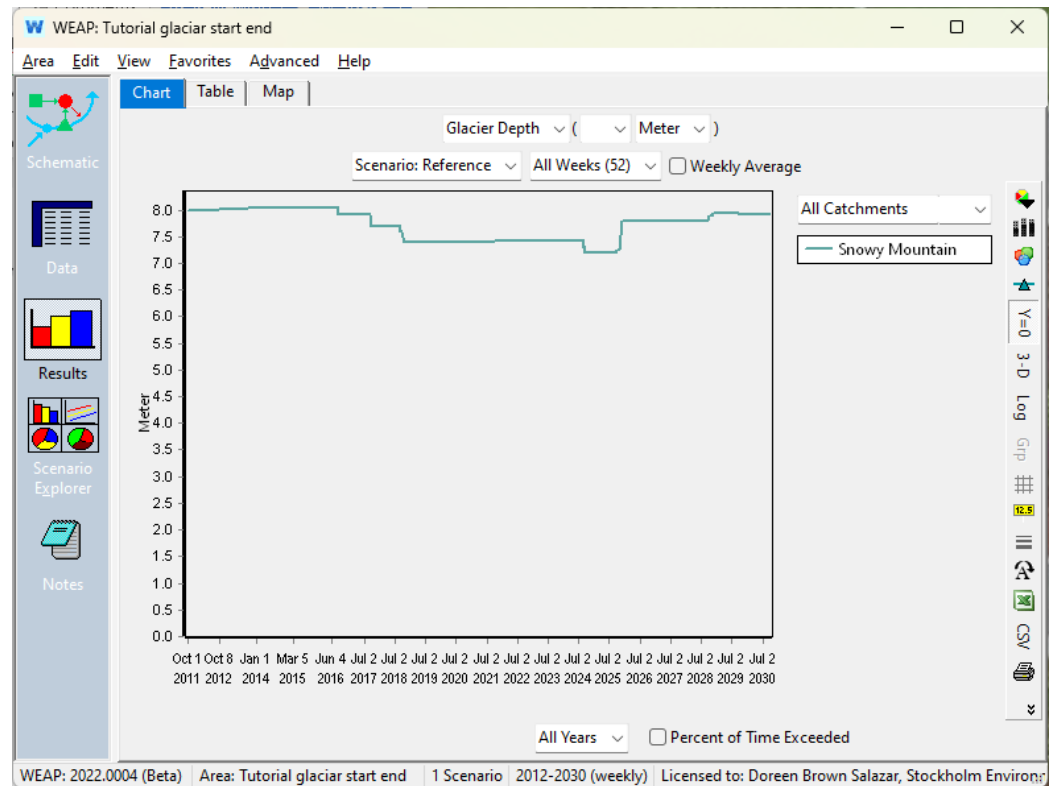 WEAP: Tutorial glaciar start end
Area Edit View Favorites Advanced Help
Chart Table Map
Glacier Depth ( Meter )
Scenario: Reference All Weeks (52) Weekly Average
Schematic
Data
Results
Scenario
Explorer
Notes
All Catchments
Snowy Mountain
Meter
8.0
7.5
7.0
6.5
6.0
5.5
5.0
4.5
4.0
3.5
3.0
2.5
2.0
1.5
1.0
0.5
0.0
Oct 1 Oct 8 Jan 1 Mar 5 Jun 4 Jul 2 Jul 2 Jul 2 Jul 2 Jul 2 Jul 2 Jul 2 Jul 2 Jul 2 Jul 2 Jul 2 Jul 2 Jul 2 Jul 2
2011 2012 2014 2015 2016 2017 2018 2019 2020 2021 2022 2023 2024 2025 2026 2027 2028 2029 2030
Y=0
3-D
Log
Grp
12.5
A
CSV
All Years Percent of Time Exceeded
WEAP: 2022.0004 (Beta) Area: Tutorial glaciar start end 1 Scenario 2012-2030 (weekly) Licensed to: Doreen Brown Salazar, Stockholm Environ